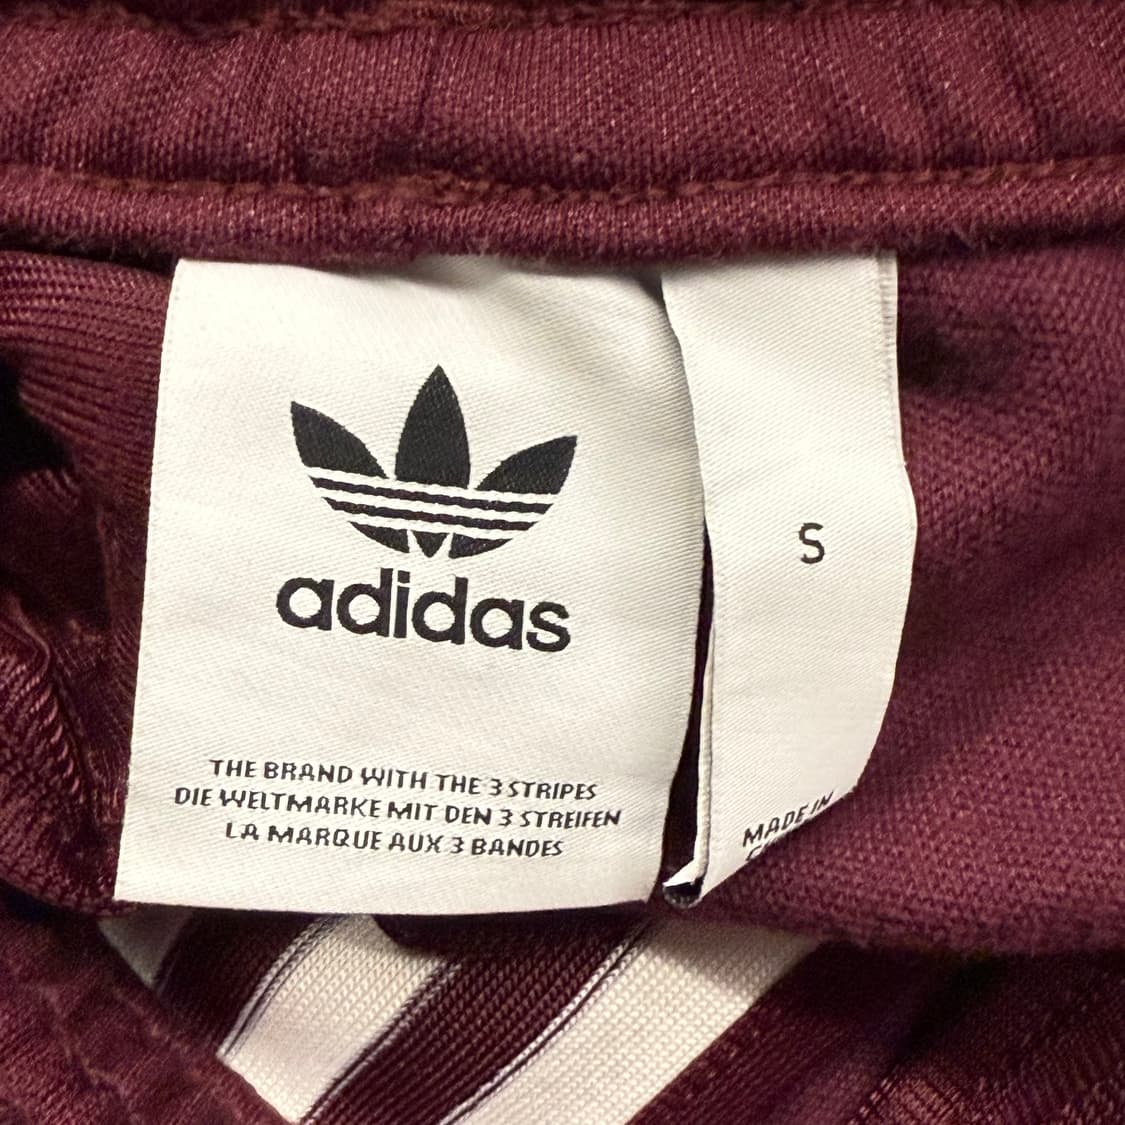 adidas
THE BRAND WITH THE 3 STRIPES
DIE WELTMARKE MIT DEN 3 STREIFEN
LA MARQUE AUX 3 BANDES
S
MADE IN